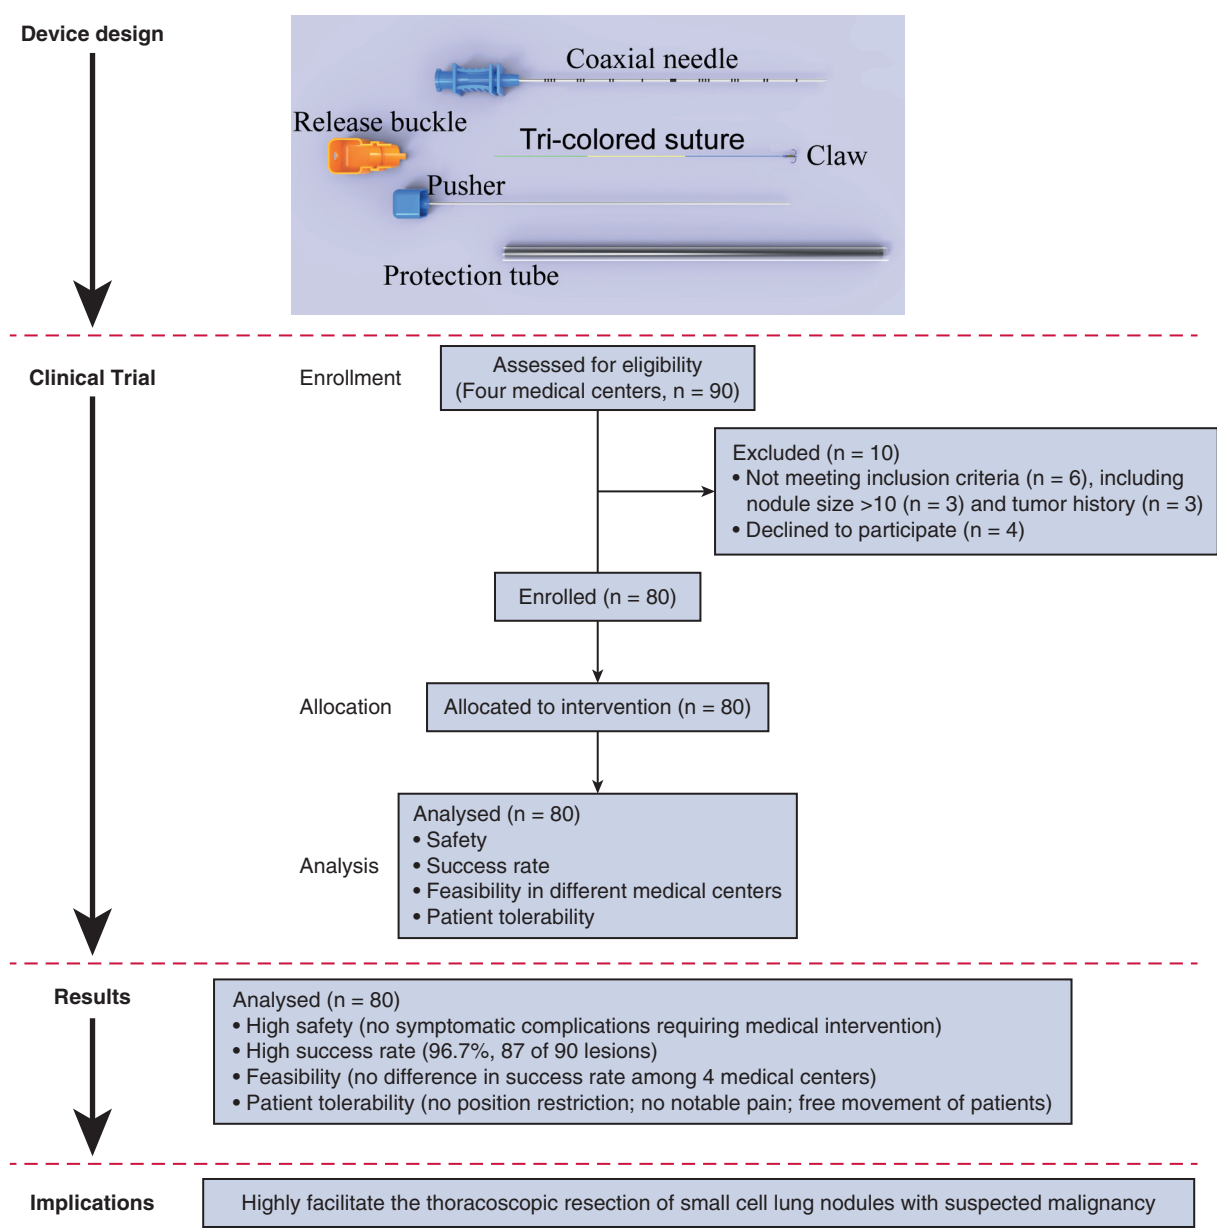 Device design
Coaxial needle
Release buckle
Tri-colored suture
Claw
Pusher
Protection tube
Clinical Trial
Enrollment
Assessed for eligibility
(Four medical centers, n = 90)
Excluded (n = 10)
• Not meeting inclusion criteria (n = 6), including
nodule size >10 (n = 3) and tumor history (n = 3)
• Declined to participate (n = 4)
Enrolled (n = 80)
Allocation
Allocated to intervention (n = 80)
Analysis
Analysed (n = 80)
• Safety
• Success rate
• Feasibility in different medical centers
• Patient tolerability
Results
Analysed (n = 80)
• High safety (no symptomatic complications requiring medical intervention)
• High success rate (96.7%, 87 of 90 lesions)
• Feasibility (no difference in success rate among 4 medical centers)
• Patient tolerability (no position restriction; no notable pain; free movement of patients)
Implications
Highly facilitate the thoracoscopic resection of small cell lung nodules with suspected malignancy